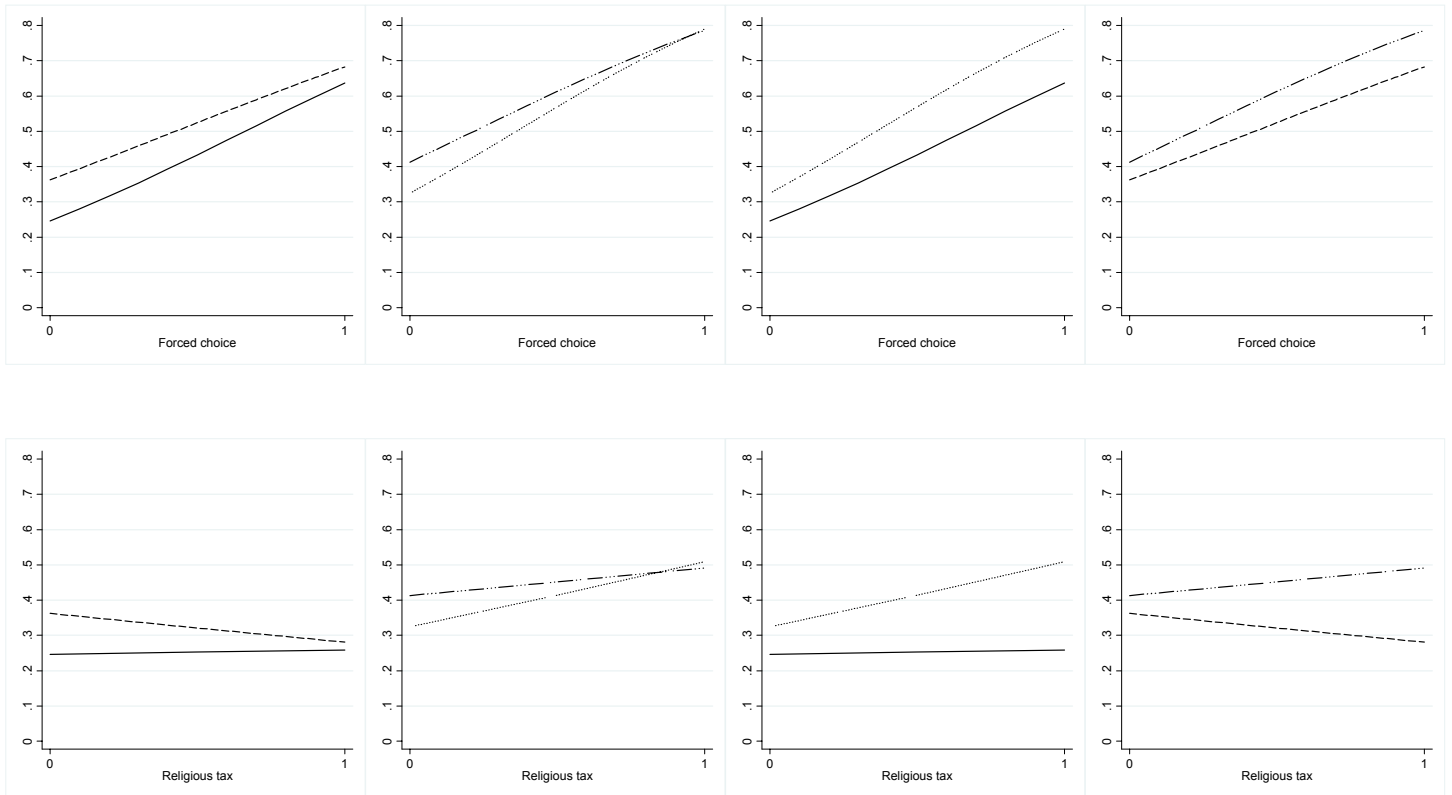 .8 .8 .8 .8
.7 .7 .7 .7
.6 .6 .6 .6
.5 .5 .5 .5
.4 .4 .4 .4
.3 .3 .3 .3
.2 .2 .2 .2
.1 .1 .1 .1
0 0 0 0
0 1 0 1 0 1 0 1
Forced choice Forced choice Forced choice Forced choice
.8 .8 .8 .8
.7 .7 .7 .7
.6 .6 .6 .6
.5 .5 .5 .5
.4 .4 .4 .4
.3 .3 .3 .3
.2 .2 .2 .2
.1 .1 .1 .1
0 0 0 0
0 1 0 1 0 1 0 1
Religious tax Religious tax Religious tax Religious tax